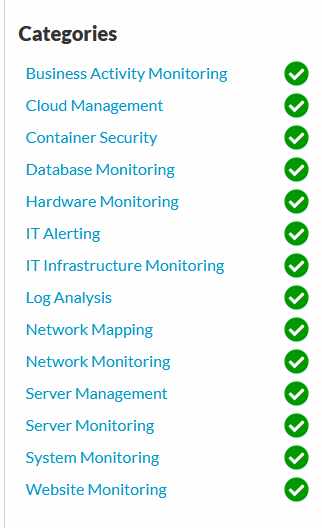 Categories
Business Activity Monitoring
Cloud Management
Container Security
Database Monitoring
Hardware Monitoring
IT Alerting
IT Infrastructure Monitoring
Log Analysis
Network Mapping
Network Monitoring
Server Management
Server Monitoring
System Monitoring
Website Monitoring